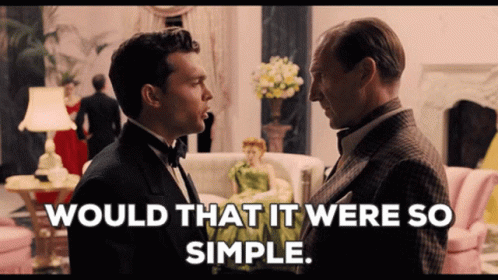 WOULD THAT IT WERE SO
SIMPLE.